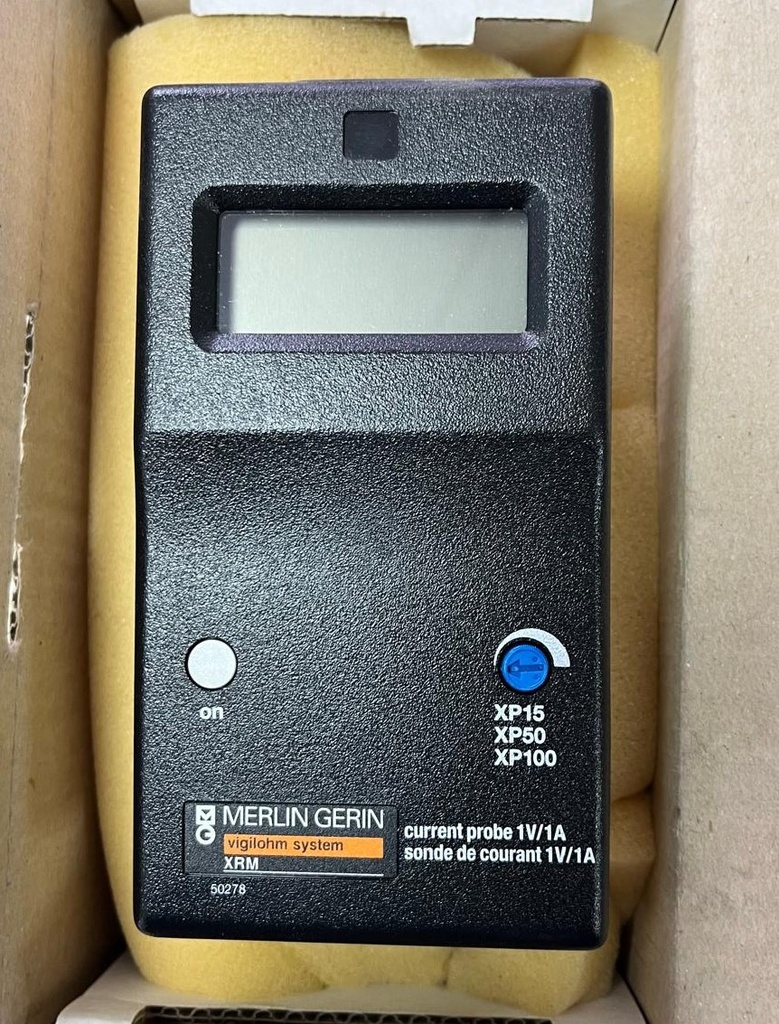 on
XP15
XP50
XP100
MG
MERLIN GERIN
vigilohm system
XRM
50278
current probe 1V/1A
sonde de courant 1V/1A